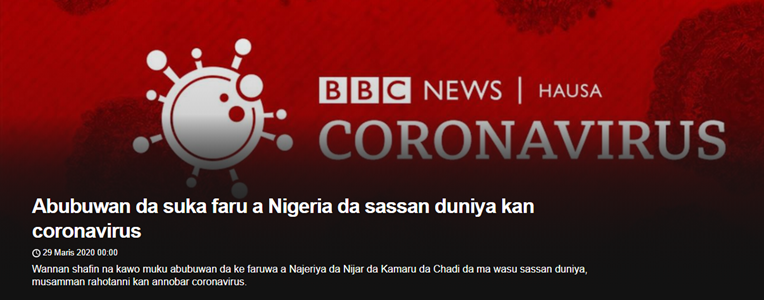 BBC NEWS | HAUSA
CORONAVIRUS
Abubuwan da suka faru a Nigeria da sassan duniya kan
coronavirus
29 Maris 2020 00:00
Wannan shafin na kawo muku abubuwan da ke faruwa a Najeriya da Nijar da Kamaru da Chadi da ma wasu sassan duniya,
musamman rahotanni kan annobar coronavirus.